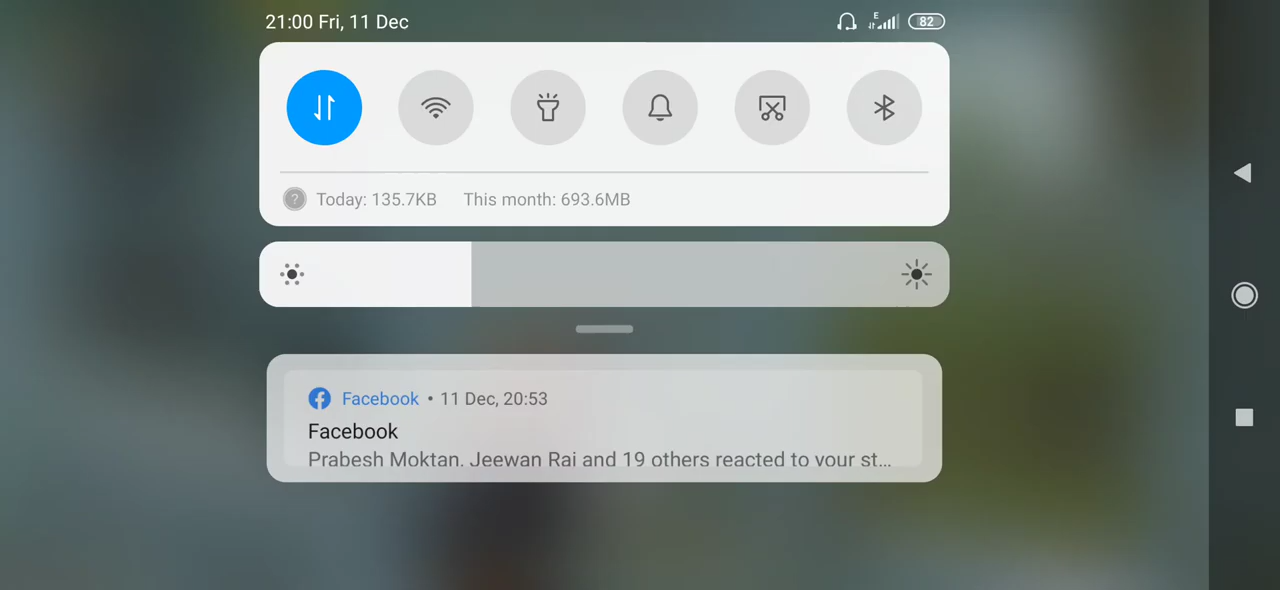 21:00 Fri, 11 Dec
E
82
Today: 135.7KB This month: 693.6MB
Facebook • 11 Dec, 20:53
Facebook
Prabesh Moktan, Jeewan Rai and 19 others reacted to your st...